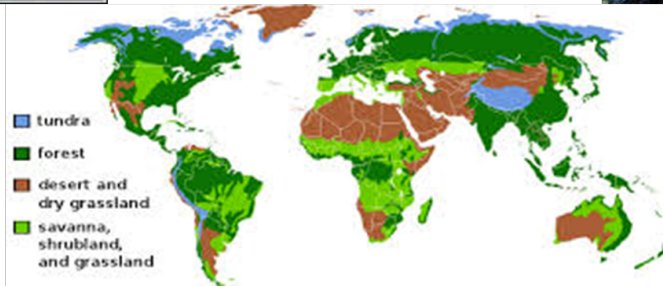 tundra
forest
desert and
dry grassland
savanna,
shrubland,
and grassland